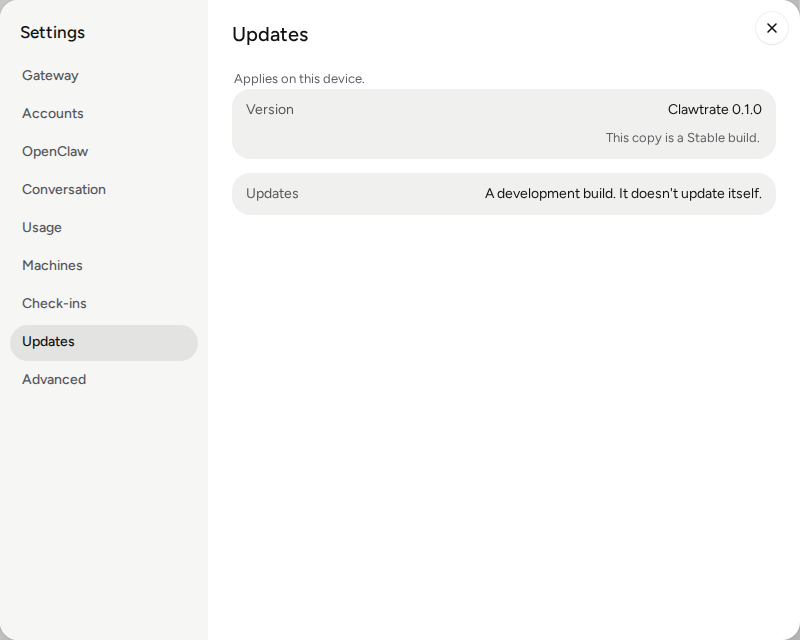 Settings
Gateway
Accounts
OpenClaw
Conversation
Usage
Machines
Check-ins
Updates
Advanced
Updates
Applies on this device.
Version Clawtrate 0.1.0
This copy is a Stable build.
Updates A development build. It doesn't update itself.